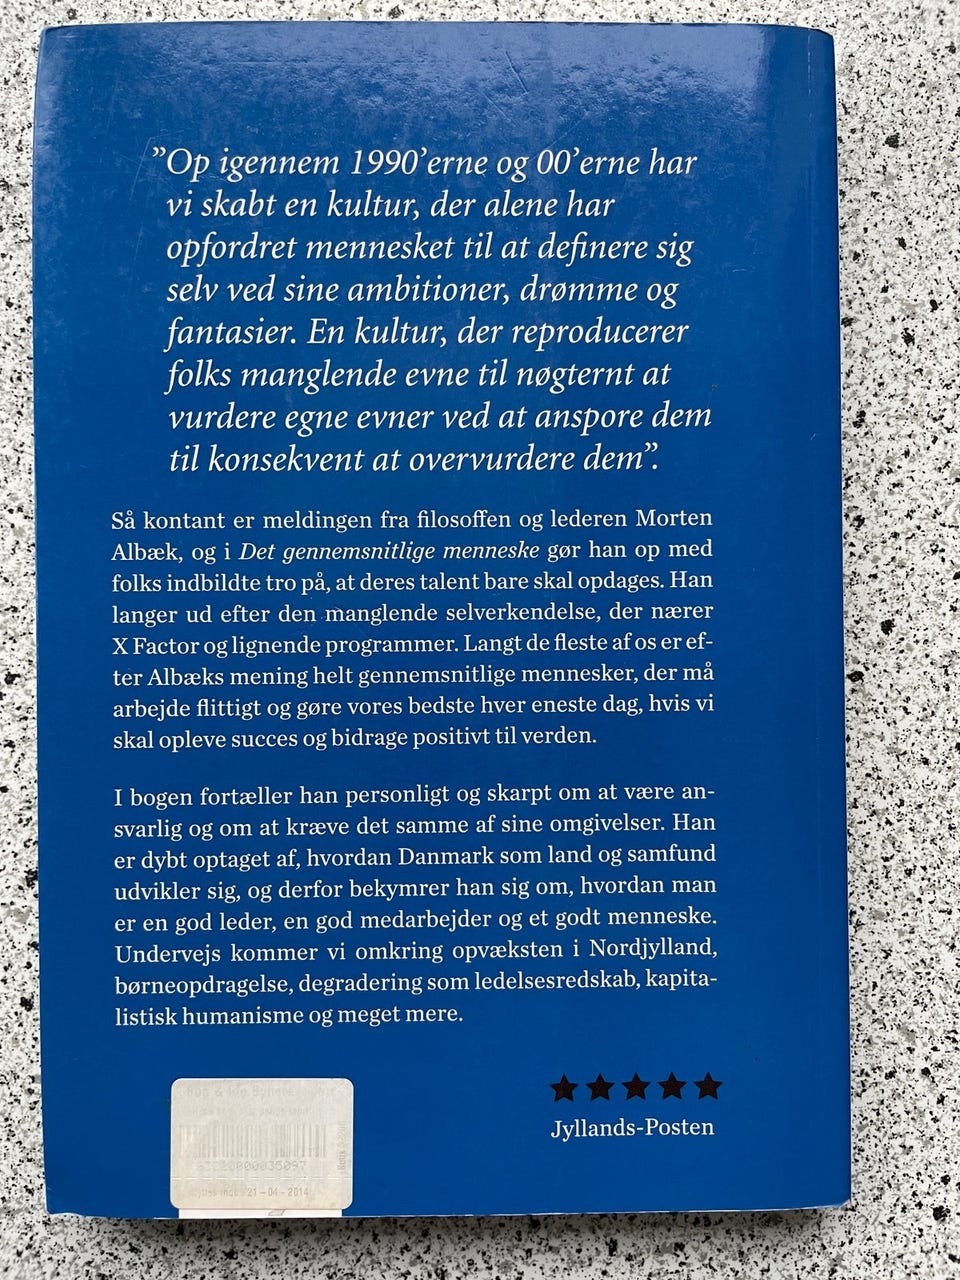 ”Op igennem 1990’erne og 00’erne har
vi skabt en kultur, der alene har
opfordret mennesket til at definere sig
selv ved sine ambitioner, drømme og
fantasier. En kultur, der reproducerer
folks manglende evne til nøgternt at
vurdere egne evner ved at anspore dem
til konsekvent at overvurdere dem”.
Så kontant er meldingen fra filosoffen og lederen Morten
Albæk, og i Det gennemsnitlige menneske gør han op med
folks indbildte tro på, at deres talent bare skal opdages. Han
langer ud efter den manglende selverkendelse, der nærer
X Factor og lignende programmer. Langt de fleste af os er ef-
ter Albæks mening helt gennemsnitlige mennesker, der må
arbejde flittigt og gøre vores bedste hver eneste dag, hvis vi
skal opleve succes og bidrage positivt til verden.
I bogen fortæller han personligt og skarpt om at være an-
svarlig og om at kræve det samme af sine omgivelser. Han
er dybt optaget af, hvordan Danmark som land og samfund
udvikler sig, og derfor bekymrer han sig om, hvordan man
er en god leder, en god medarbejder og et godt menneske.
Undervejs kommer vi omkring opvæksten i Nordjylland,
børneopdragelse, degradering som ledelsesredskab, kapita-
listisk humanisme og meget mere.
Jyllands-Posten
21-04-2014